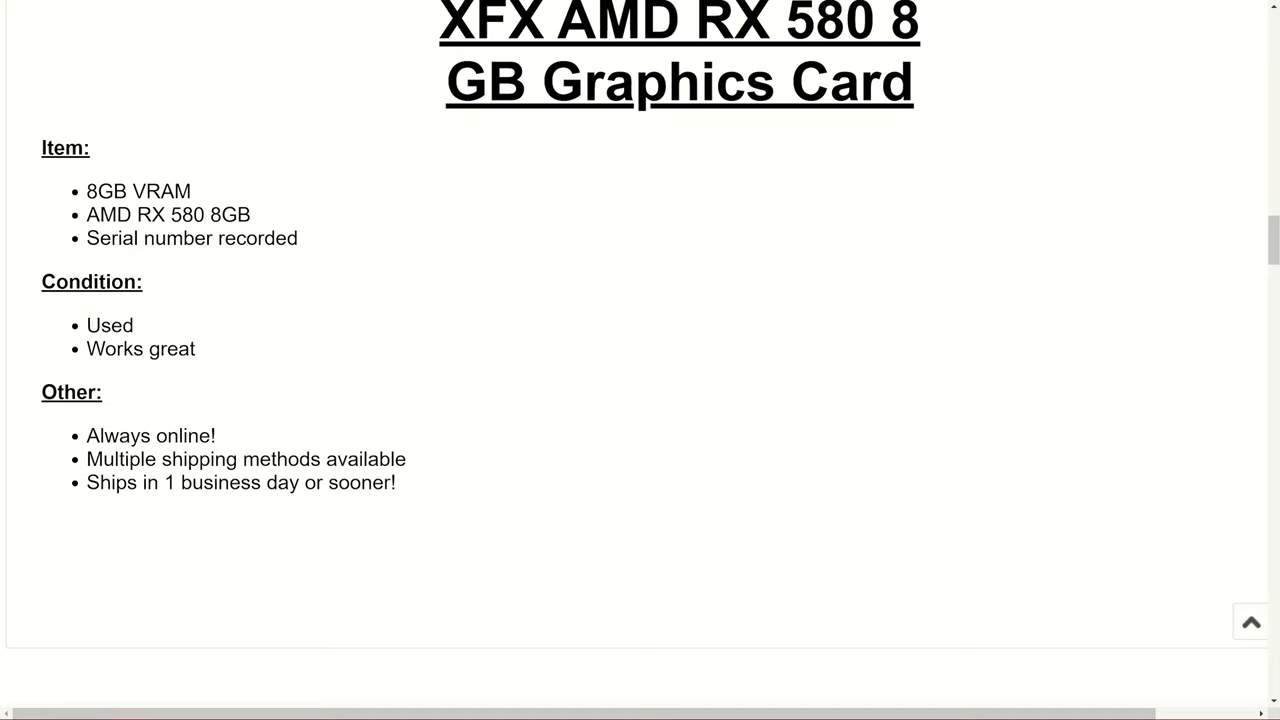 XFX AMD RX 580 8
GB Graphics Card
Item:
8GB VRAM
AMD RX 580 8GB
Serial number recorded
Condition:
Used
Works great
Other:
Always online!
Multiple shipping methods available
Ships in 1 business day or sooner!